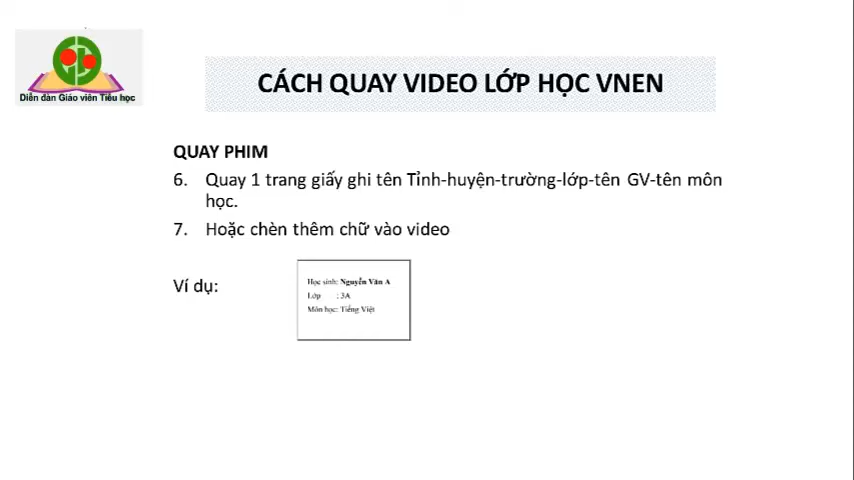 Diễn đàn Giáo viên Tiểu học
CÁCH QUAY VIDEO LỚP HỌC VNEN
QUAY PHIM
6. Quay 1 trang giấy ghi tên Tỉnh-huyện-trường-lớp-tên GV-tên môn
học.
7. Hoặc chèn thêm chữ vào video
Ví dụ:
Học sinh: Nguyễn Văn A
Lớp : 3A
Môn học: Tiếng Việt